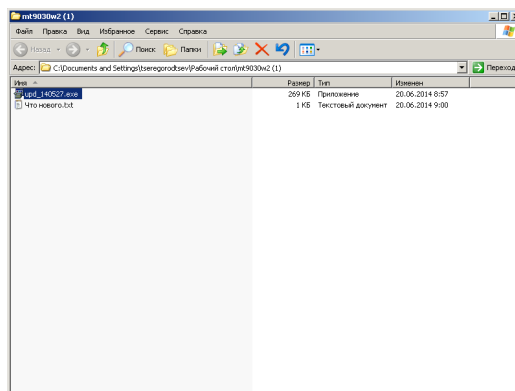 mt9030w2 (1)
Файл Правка Вид Избранное Сервис Справка
Назад Поиск Папки
Адрес: C:\Documents and Settings\tseregorodtsev\Рабочий стол\mt9030w2 (1) Переход
Имя Размер Тип Изменен
upd_140527.exe 269 КБ Приложение 20.06.2014 8:57
Что нового.txt 1 КБ Текстовый документ 20.06.2014 9:00